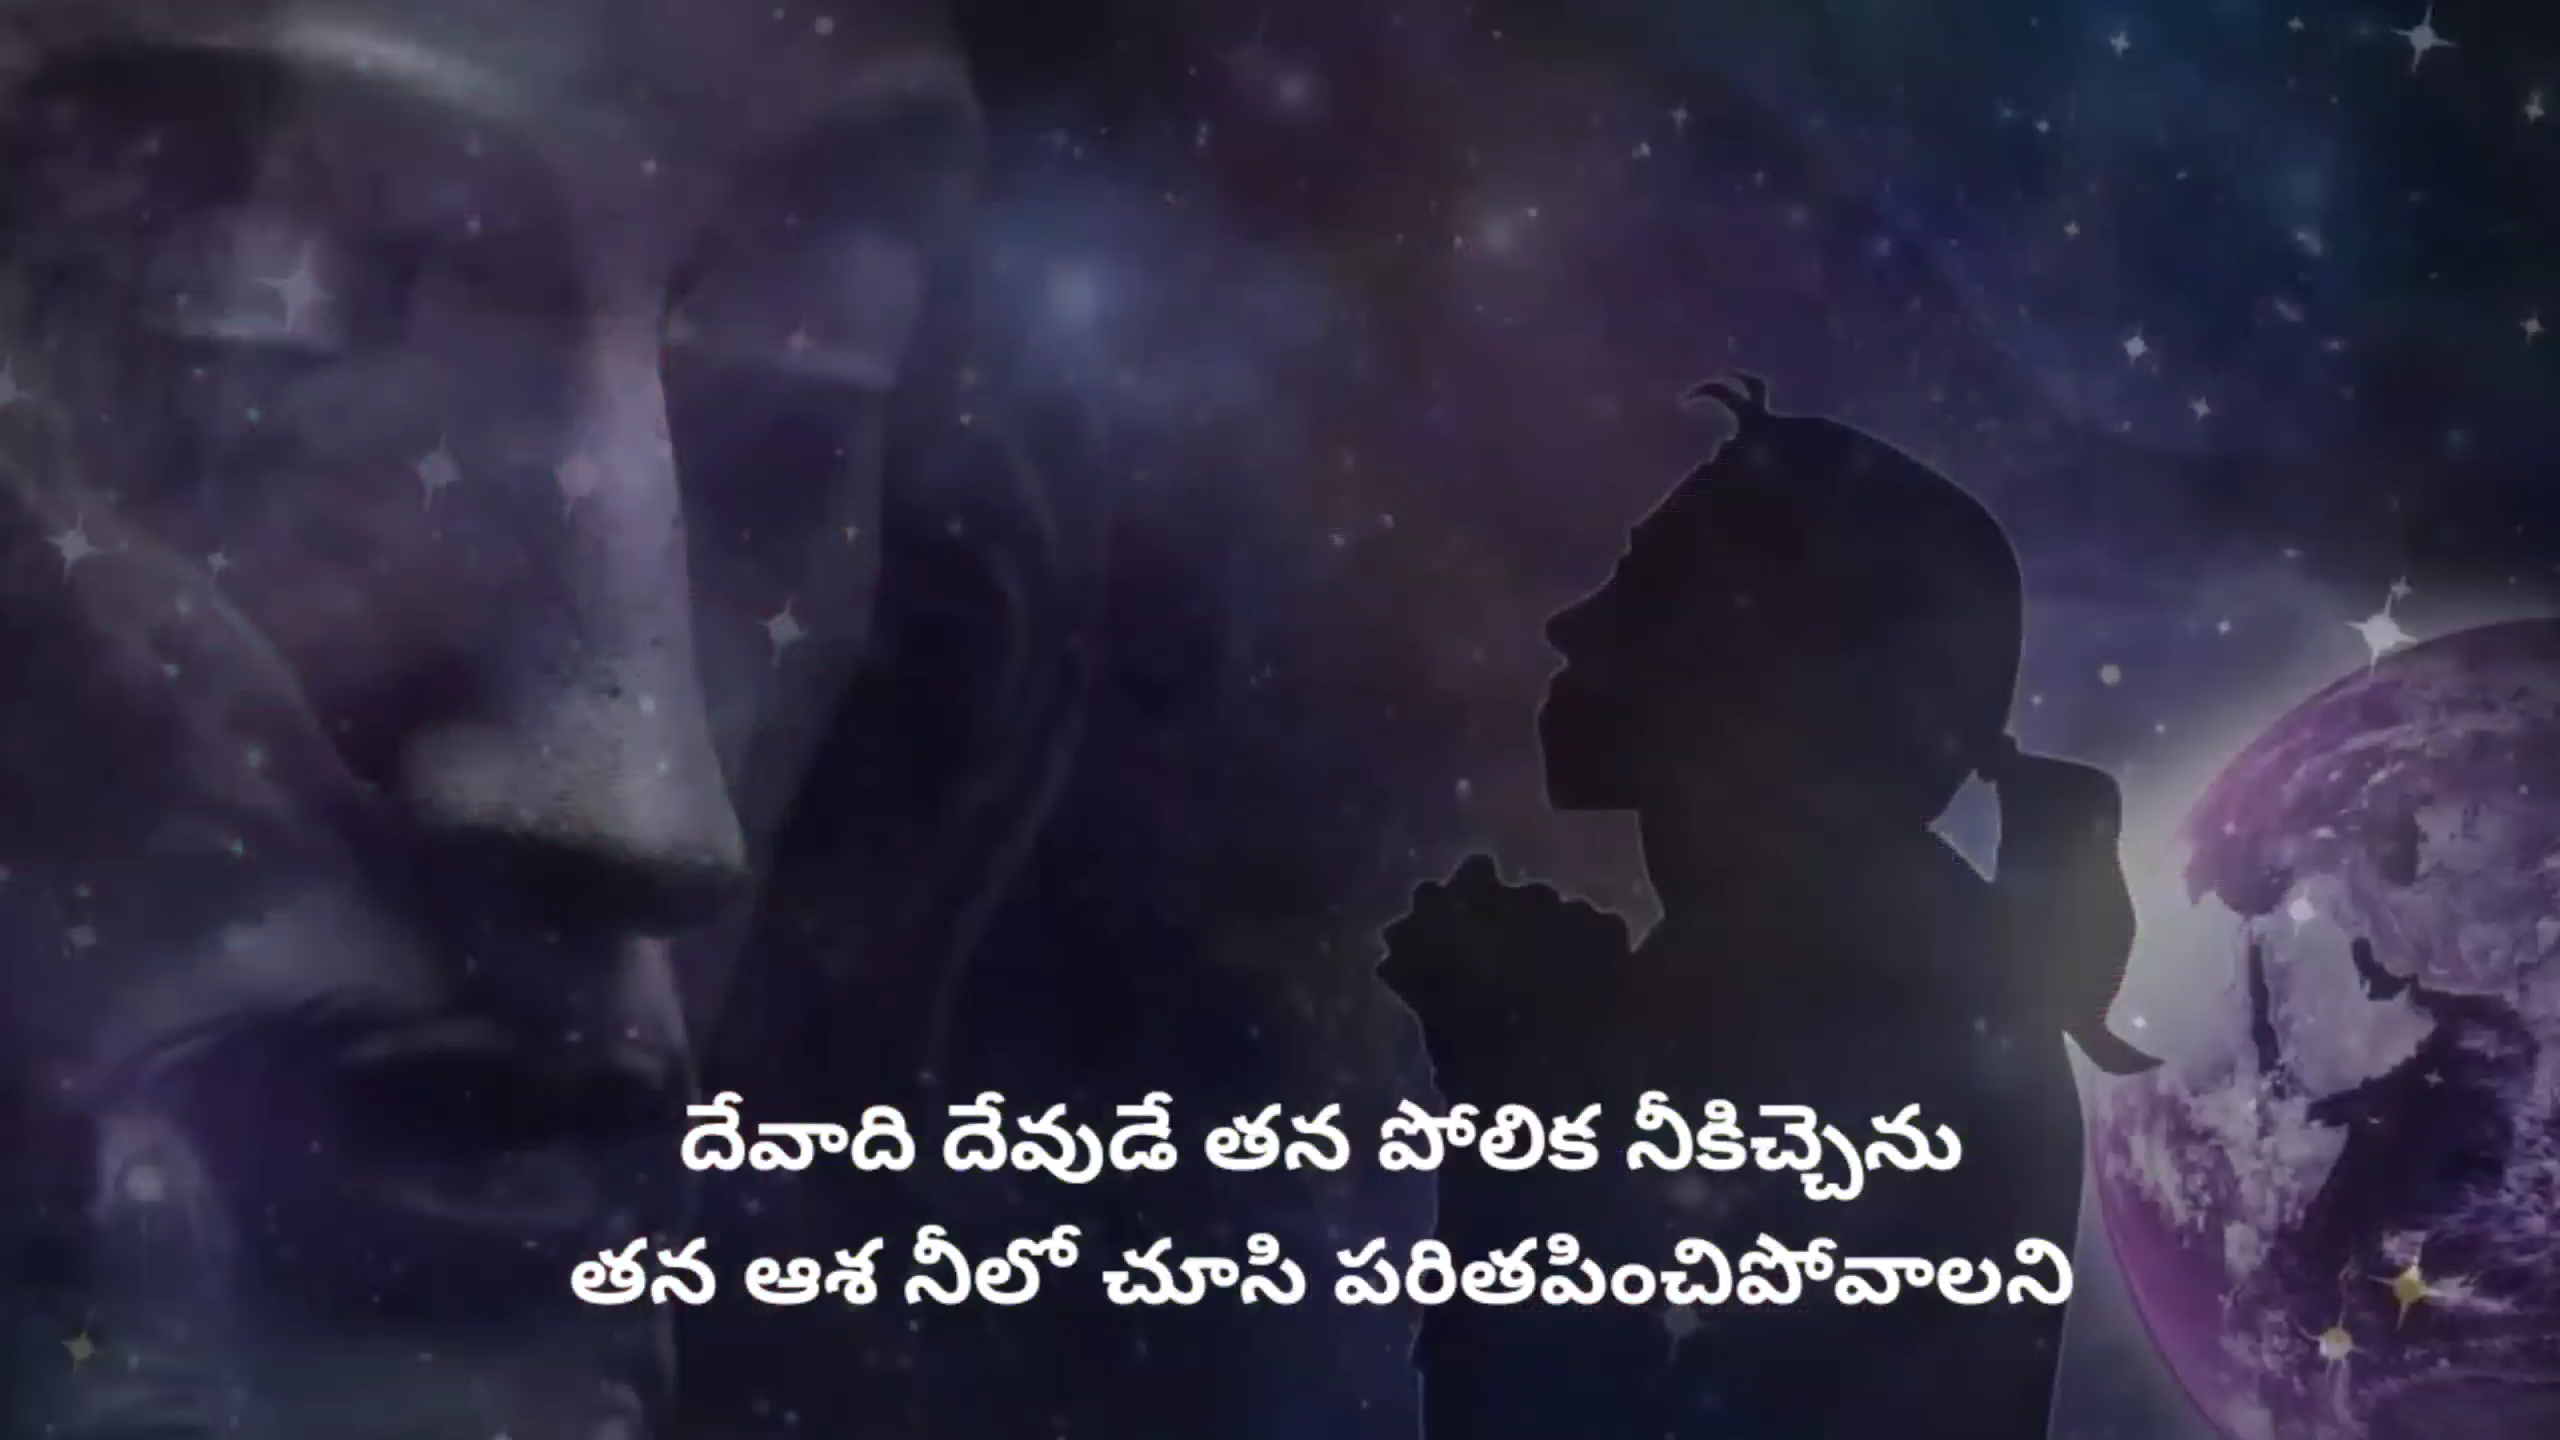 దేవాది దేవుడే తన పోలిక నీకిచ్చెను
తన ఆశ నీలో చూసి పరితపించిపోవాలని